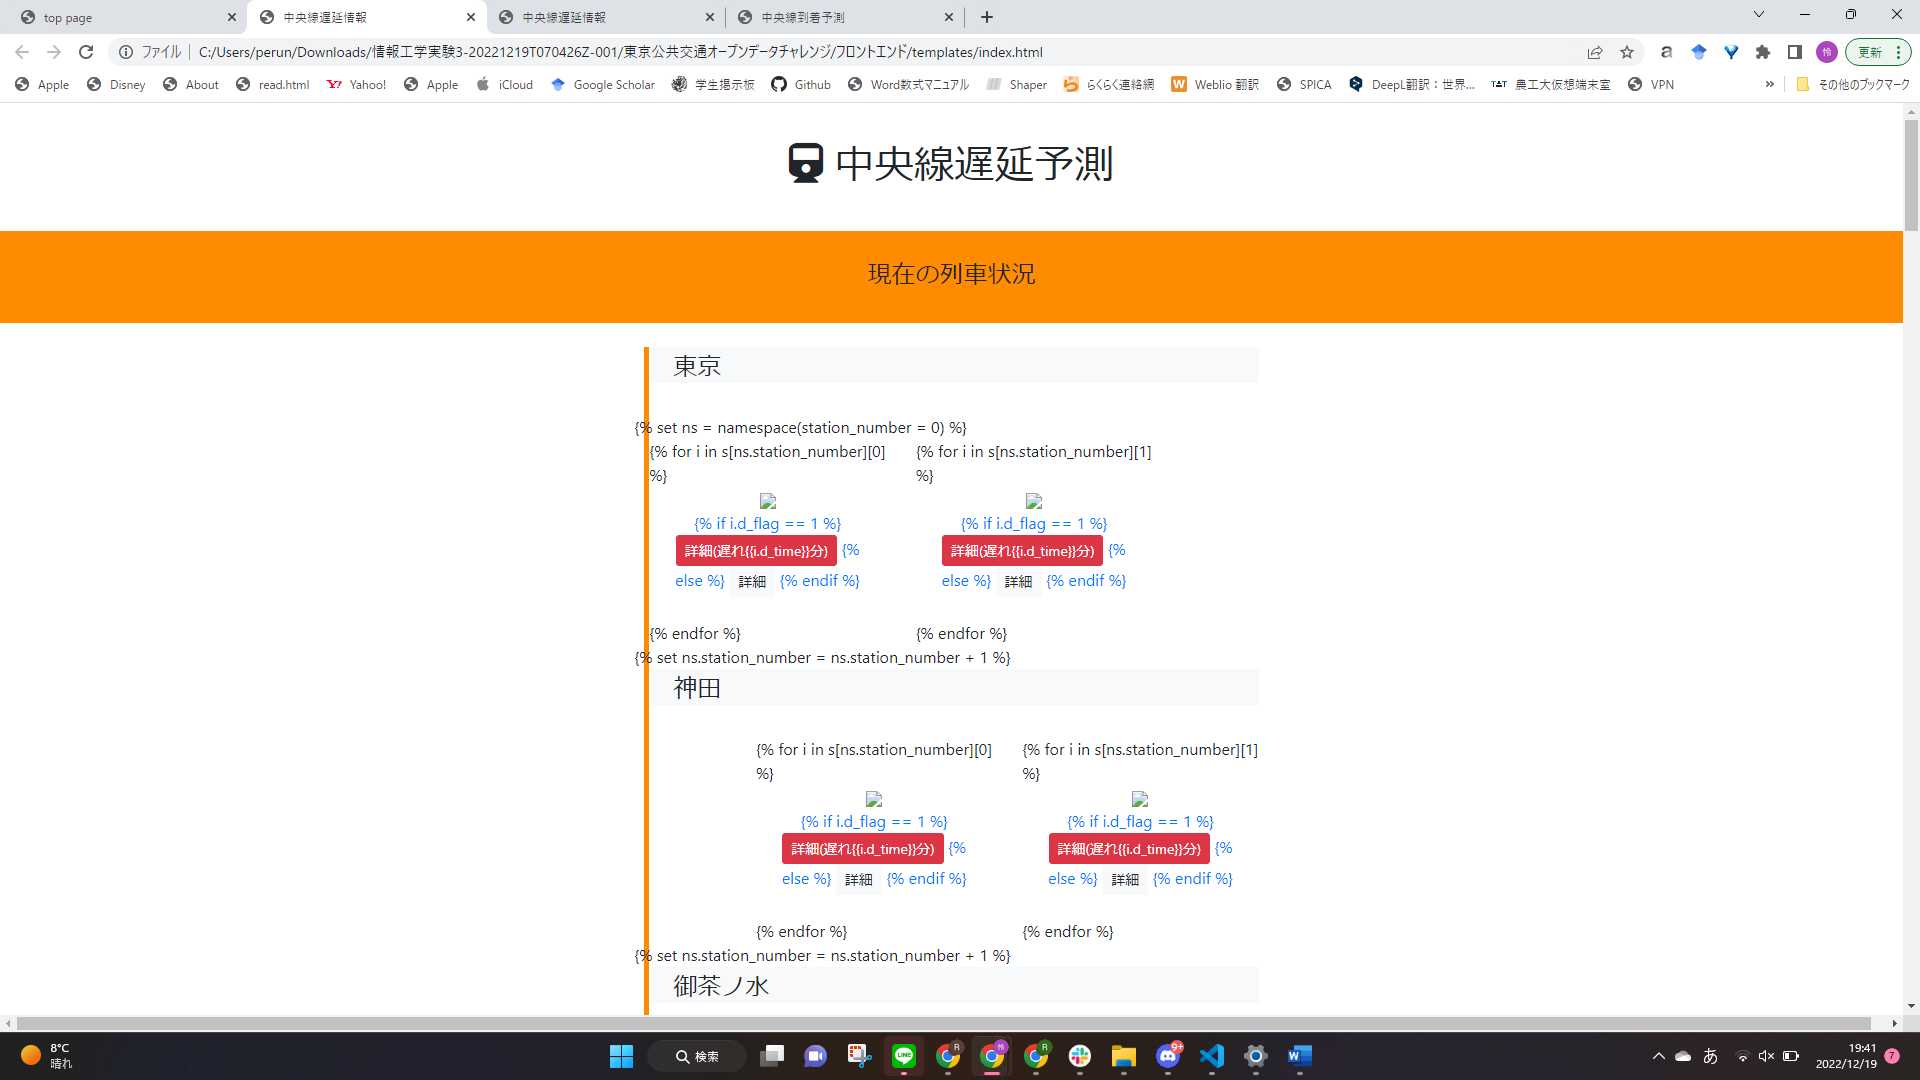 top page
中央線遅延情報
中央線遅延情報
中央線到着予測
ファイル
C:/Users/perun/Downloads/情報工学実験3-20221219T070426Z-001/東京公共交通オープンデータチャレンジ/フロントエンド/templates/index.html
a
怜
更新
Apple
Disney
About
read.html
Yahoo!
Apple
iCloud
Google Scholar
学生掲示板
Github
Word数式マニュアル
Shaper
らくらく連絡網
Weblio 翻訳
SPICA
DeepL翻訳：世界...
TAT
農工大仮想端末室
VPN
»
その他のブックマーク
中央線遅延予測
現在の列車状況
東京
{% set ns = namespace(station_number = 0) %}
{% for i in s[ns.station_number][0]
%}
{% if i.d_flag == 1 %}
詳細(遅れ{{i.d_time}}分) {%
else %} 詳細 {% endif %}
{% endfor %}
{% for i in s[ns.station_number][1]
%}
{% if i.d_flag == 1 %}
詳細(遅れ{{i.d_time}}分) {%
else %} 詳細 {% endif %}
{% endfor %}
{% set ns.station_number = ns.station_number + 1 %}
神田
{% for i in s[ns.station_number][0]
%}
{% if i.d_flag == 1 %}
詳細(遅れ{{i.d_time}}分) {%
else %} 詳細 {% endif %}
{% endfor %}
{% for i in s[ns.station_number][1]
%}
{% if i.d_flag == 1 %}
詳細(遅れ{{i.d_time}}分) {%
else %} 詳細 {% endif %}
{% endfor %}
{% set ns.station_number = ns.station_number + 1 %}
御茶ノ水
8°C
晴れ
検索
LINE
R
怜
R
9+
W
あ
19:41
2022/12/19
7